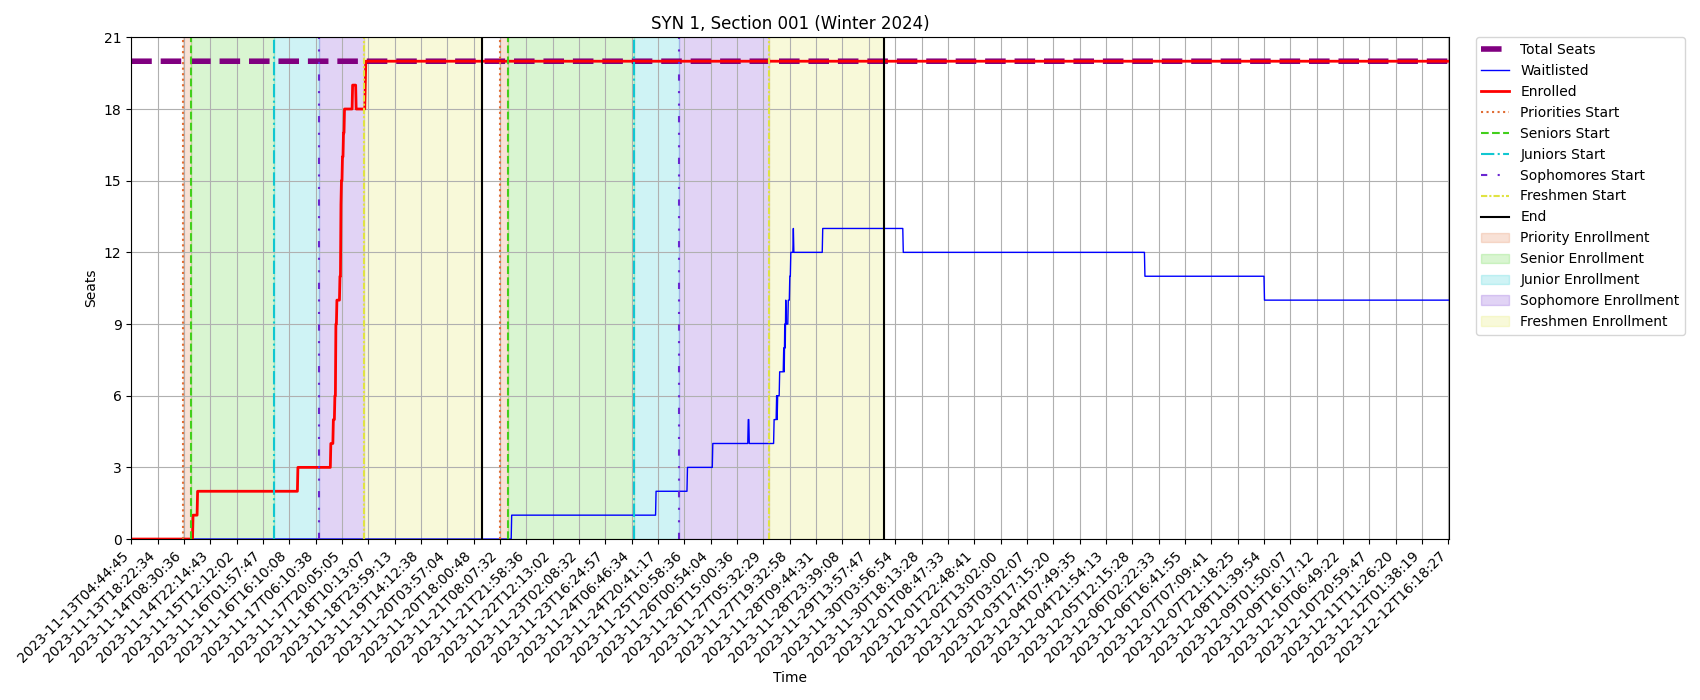 SYN 1, Section 001 (Winter 2024)
21
18
15
12
9
6
3
0
Seats
2023-11-13T04:44:45
2023-11-13T18:22:34
2023-11-14T08:30:36
2023-11-14T22:14:43
2023-11-15T12:12:02
2023-11-16T01:57:47
2023-11-16T16:10:08
2023-11-17T06:10:38
2023-11-17T20:05:05
2023-11-18T10:13:07
2023-11-18T23:59:13
2023-11-19T14:12:38
2023-11-20T03:57:04
2023-11-20T18:00:48
2023-11-21T08:07:32
2023-11-21T21:58:36
2023-11-22T12:13:02
2023-11-23T02:08:32
2023-11-23T16:24:57
2023-11-24T06:46:34
2023-11-24T20:41:17
2023-11-25T10:58:36
2023-11-26T00:54:04
2023-11-26T15:00:36
2023-11-27T05:32:29
2023-11-27T19:32:58
2023-11-28T09:44:31
2023-11-28T23:39:08
2023-11-29T13:57:47
2023-11-30T03:56:54
2023-11-30T18:13:28
2023-12-01T08:47:33
2023-12-01T22:48:41
2023-12-02T13:02:00
2023-12-03T03:02:07
2023-12-03T17:15:20
2023-12-04T07:49:35
2023-12-04T21:54:13
2023-12-05T12:15:28
2023-12-06T02:22:33
2023-12-06T16:41:55
2023-12-07T07:09:41
2023-12-07T21:18:25
2023-12-08T11:39:54
2023-12-09T01:50:07
2023-12-09T16:17:12
2023-12-10T06:49:22
2023-12-10T20:59:47
2023-12-11T11:26:20
2023-12-12T01:38:19
2023-12-12T16:18:27
Time
Total Seats
Waitlisted
Enrolled
Priorities Start
Seniors Start
Juniors Start
Sophomores Start
Freshmen Start
End
Priority Enrollment
Senior Enrollment
Junior Enrollment
Sophomore Enrollment
Freshmen Enrollment